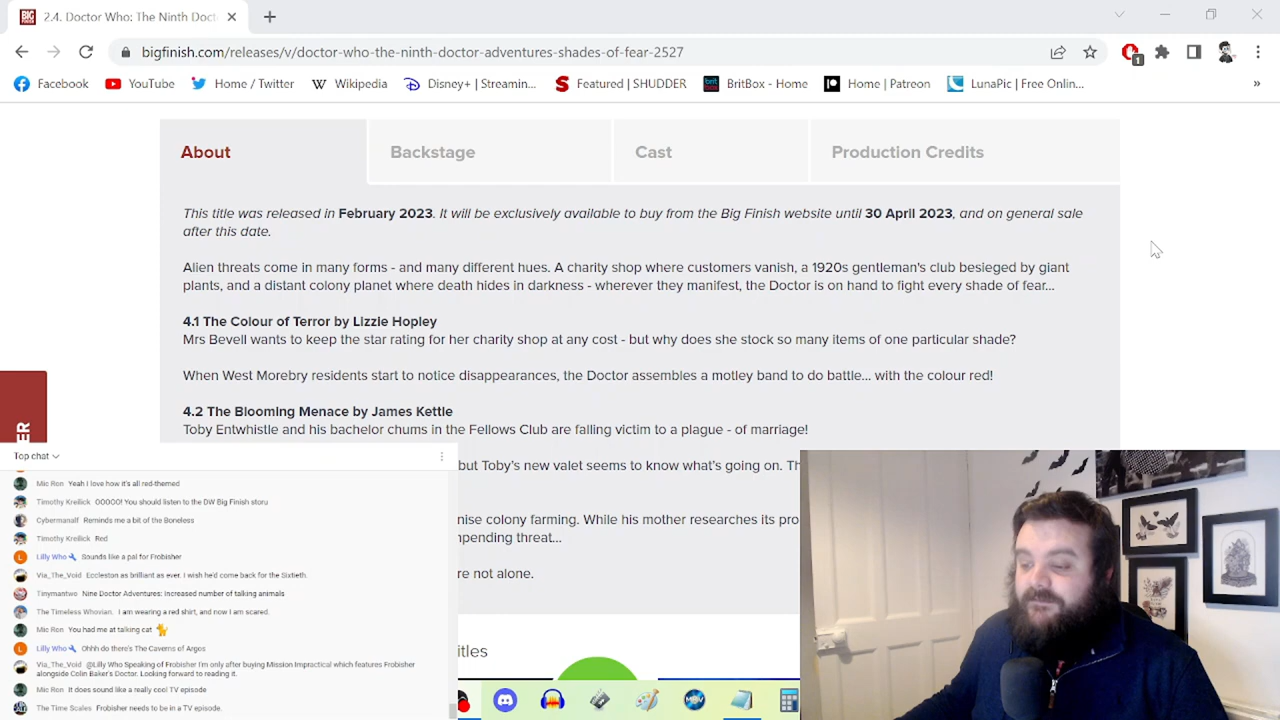 BIG FINISH
2.4. Doctor Who: The Ninth Doct
bigfinish.com/releases/v/doctor-who-the-ninth-doctor-adventures-shades-of-fear-2527
1
Facebook YouTube Home / Twitter Wikipedia Disney+ | Streamin... Featured | SHUDDER BritBox - Home Home | Patreon LunaPic | Free Onlin... »
About Backstage Cast Production Credits
This title was released in February 2023. It will be exclusively available to buy from the Big Finish website until 30 April 2023, and on general sale
after this date.
Alien threats come in many forms - and many different hues. A charity shop where customers vanish, a 1920s gentleman's club besieged by giant
plants, and a distant colony planet where death hides in darkness - wherever they manifest, the Doctor is on hand to fight every shade of fear...
4.1 The Colour of Terror by Lizzie Hopley
Mrs Bevell wants to keep the star rating for her charity shop at any cost - but why does she stock so many items of one particular shade?
When West Morebry residents start to notice disappearances, the Doctor assembles a motley band to do battle... with the colour red!
4.2 The Blooming Menace by James Kettle
Toby Entwhistle and his bachelor chums in the Fellows Club are falling victim to a plague - of marriage!
but Toby's new valet seems to know what's going on. Th
nise colony farming. While his mother researches its pro
pending threat...
re not alone.
itles
ER
Top chat
Mic Ron Yeah I love how it's all red-themed
Timothy Kreilick OOOOO! You should listen to the DW Big Finish storu
Cybermanalf Reminds me a bit of the Boneless
Timothy Kreilick Red
Lilly Who Sounds like a pal for Frobisher
Via_The_Void Eccleston as brilliant as ever. I wish he'd come back for the Sixtieth.
Tinymantwo Nine Doctor Adventures: Increased number of talking animals
The Timeless Whovian. I am wearing a red shirt, and now I am scared.
Mic Ron You had me at talking cat 🐈
Lilly Who Ohhh do there's The Caverns of Argos
Via_The_Void @Lilly Who Speaking of Frobisher I'm only after buying Mission Impractical which features Frobisher
alongside Colin Baker's Doctor. Looking forward to reading it.
Mic Ron It does sound like a really cool TV episode
The Time Scales Frobisher needs to be in a TV episode.